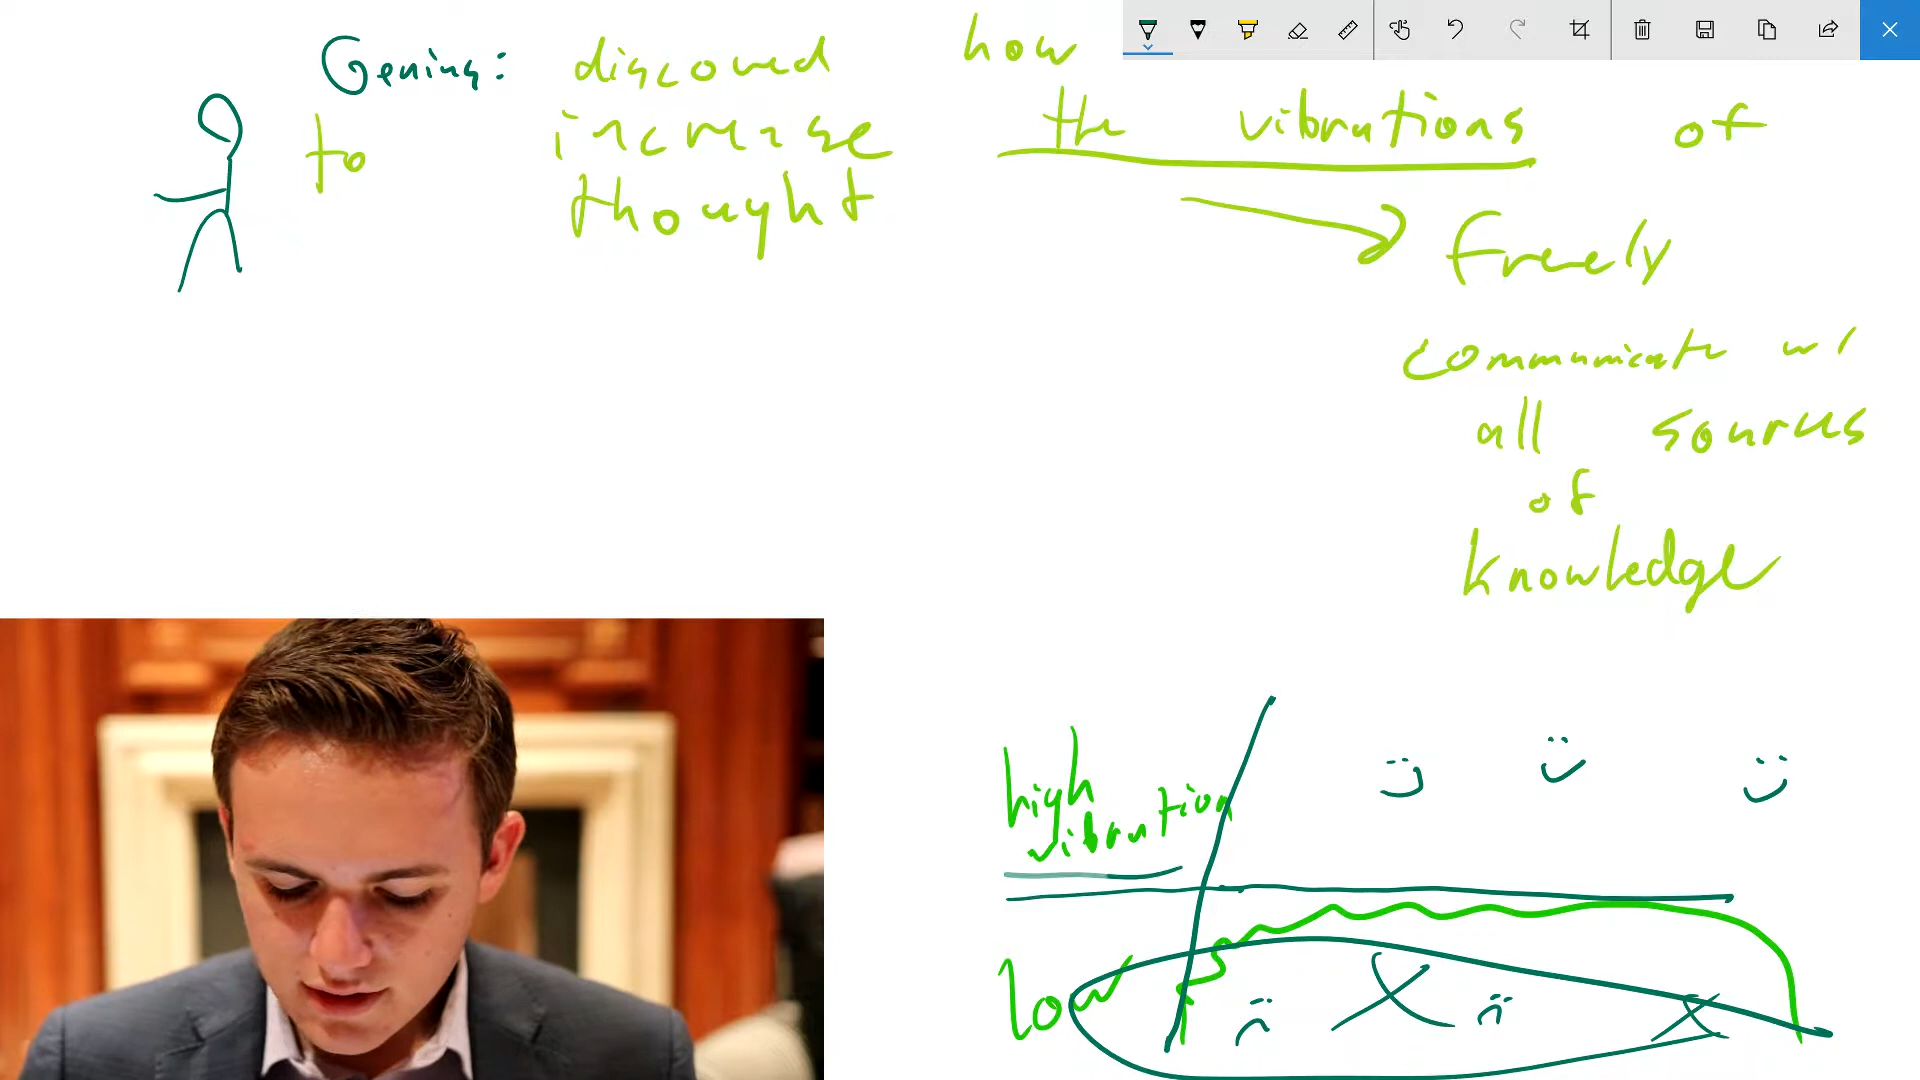 Genius: discovered how
to increase the vibrations of
thought
freely
communicate w/
all sources
of
knowledge
high
vibration
low